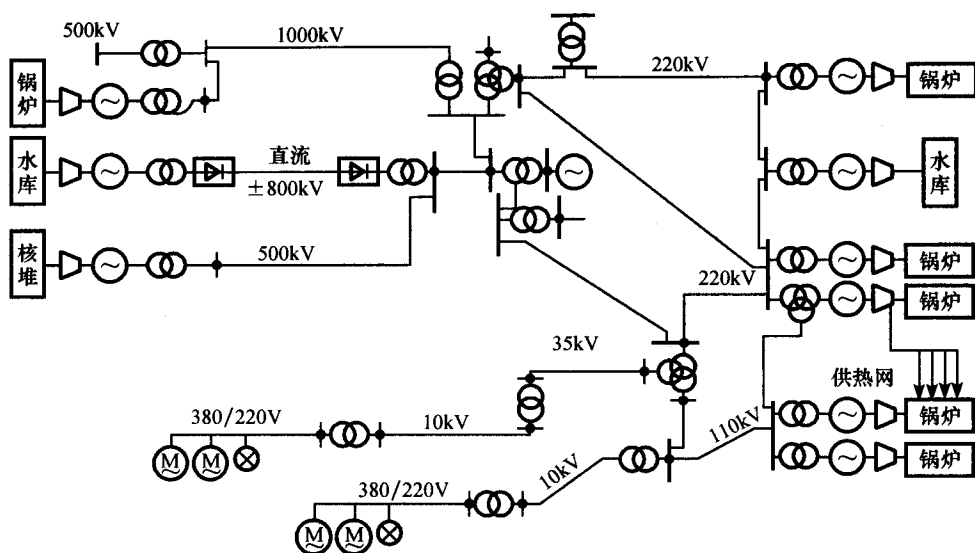 500kV
1000kV
220kV
锅炉
锅炉
水库
直流
±800kV
水库
核堆
500kV
锅炉
220kV
锅炉
35kV
供热网
锅炉
380/220V
10kV
110kV
锅炉
M
M
380/220V
10kV
M
M